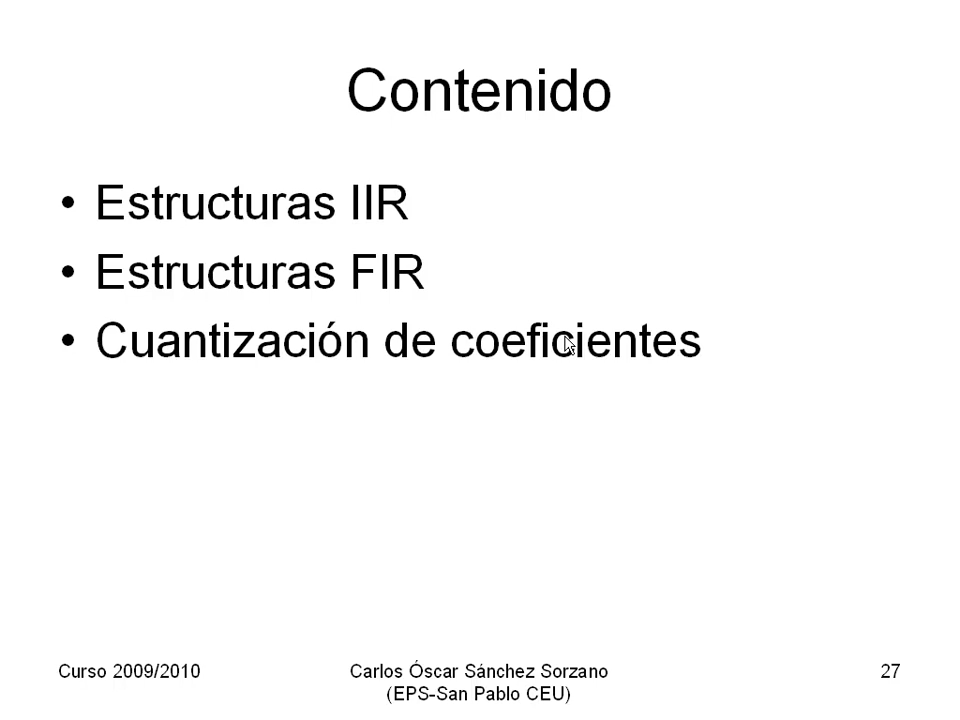 Contenido
• Estructuras IIR
• Estructuras FIR
• Cuantización de coeficientes
Curso 2009/2010
Carlos Óscar Sánchez Sorzano
(EPS-San Pablo CEU)
27